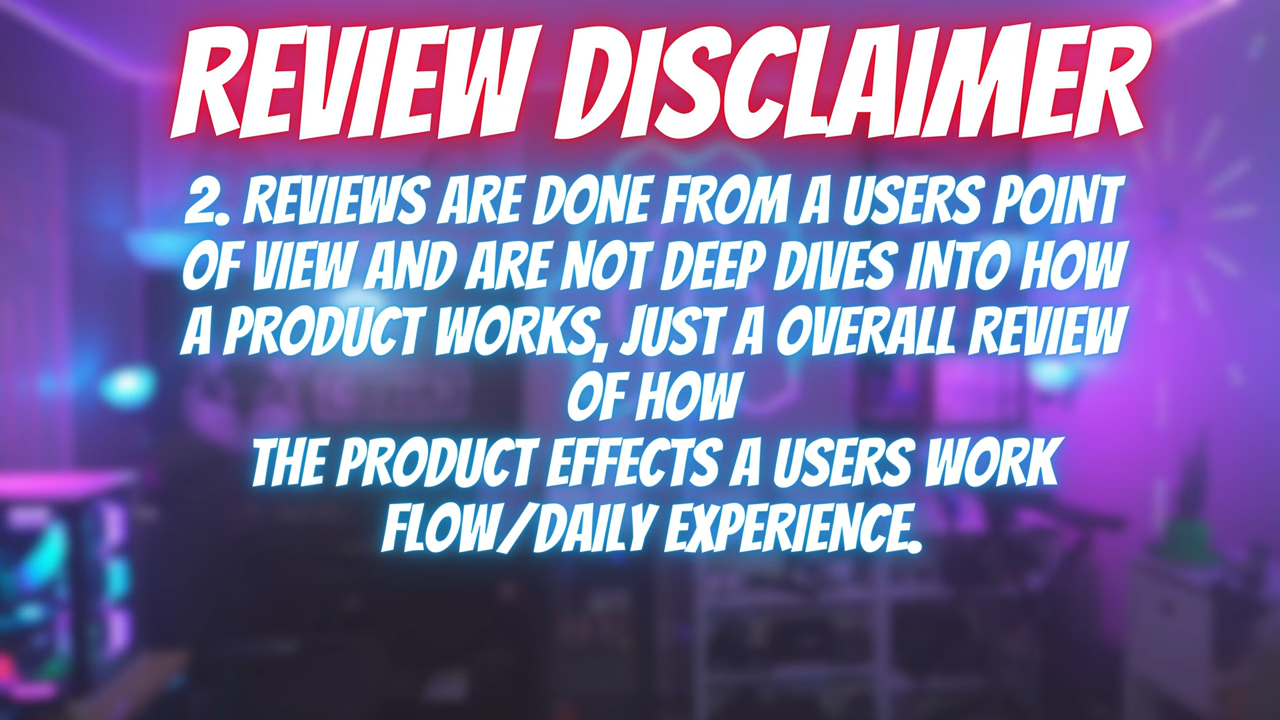 REVIEW DISCLAIMER
2. REVIEWS ARE DONE FROM A USERS POINT
OF VIEW AND ARE NOT DEEP DIVES INTO HOW
A PRODUCT WORKS, JUST A OVERALL REVIEW
OF HOW
THE PRODUCT EFFECTS A USERS WORK
FLOW/DAILY EXPERIENCE.